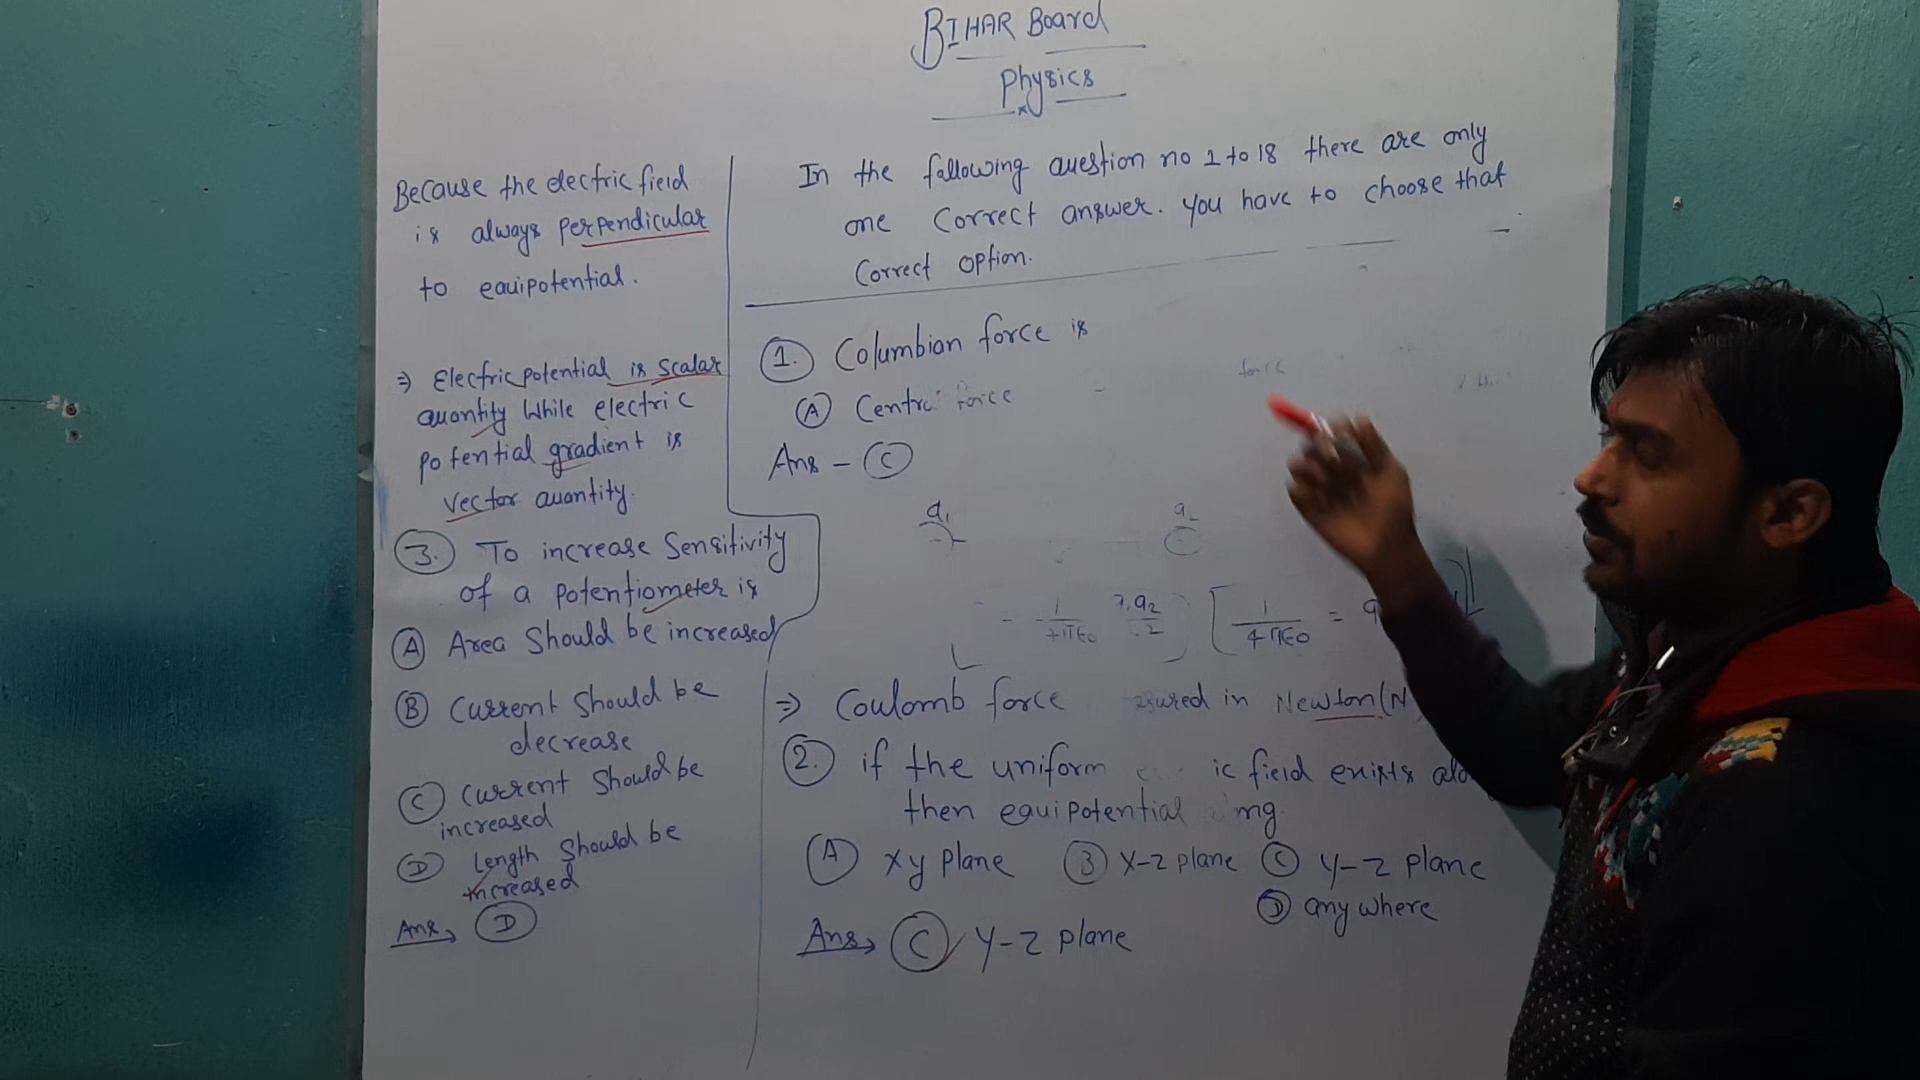 BIHAR Board
Physics
In the following question no 1 to 18 there are only
one correct answer. You have to choose that
correct option.
1. Columbian force is
A force
Ans - C
q1 q2
1/4πε0 =
⇒ Coulomb force in Newton (N
2. if the uniform field exists
then equipotential
A xy plane B x-z plane C y-z plane
D any where
Ans, C y-z plane
Because the electric field
is always perpendicular
to equipotential.
⇒ Electric potential is scalar
quantity while electric
potential gradient is
vector quantity.
3. To increase Sensitivity
of a potentiometer is
A Area should be increased
B Current should be
decrease
C Current should be
increased
D Length should be
increased
Ans, D